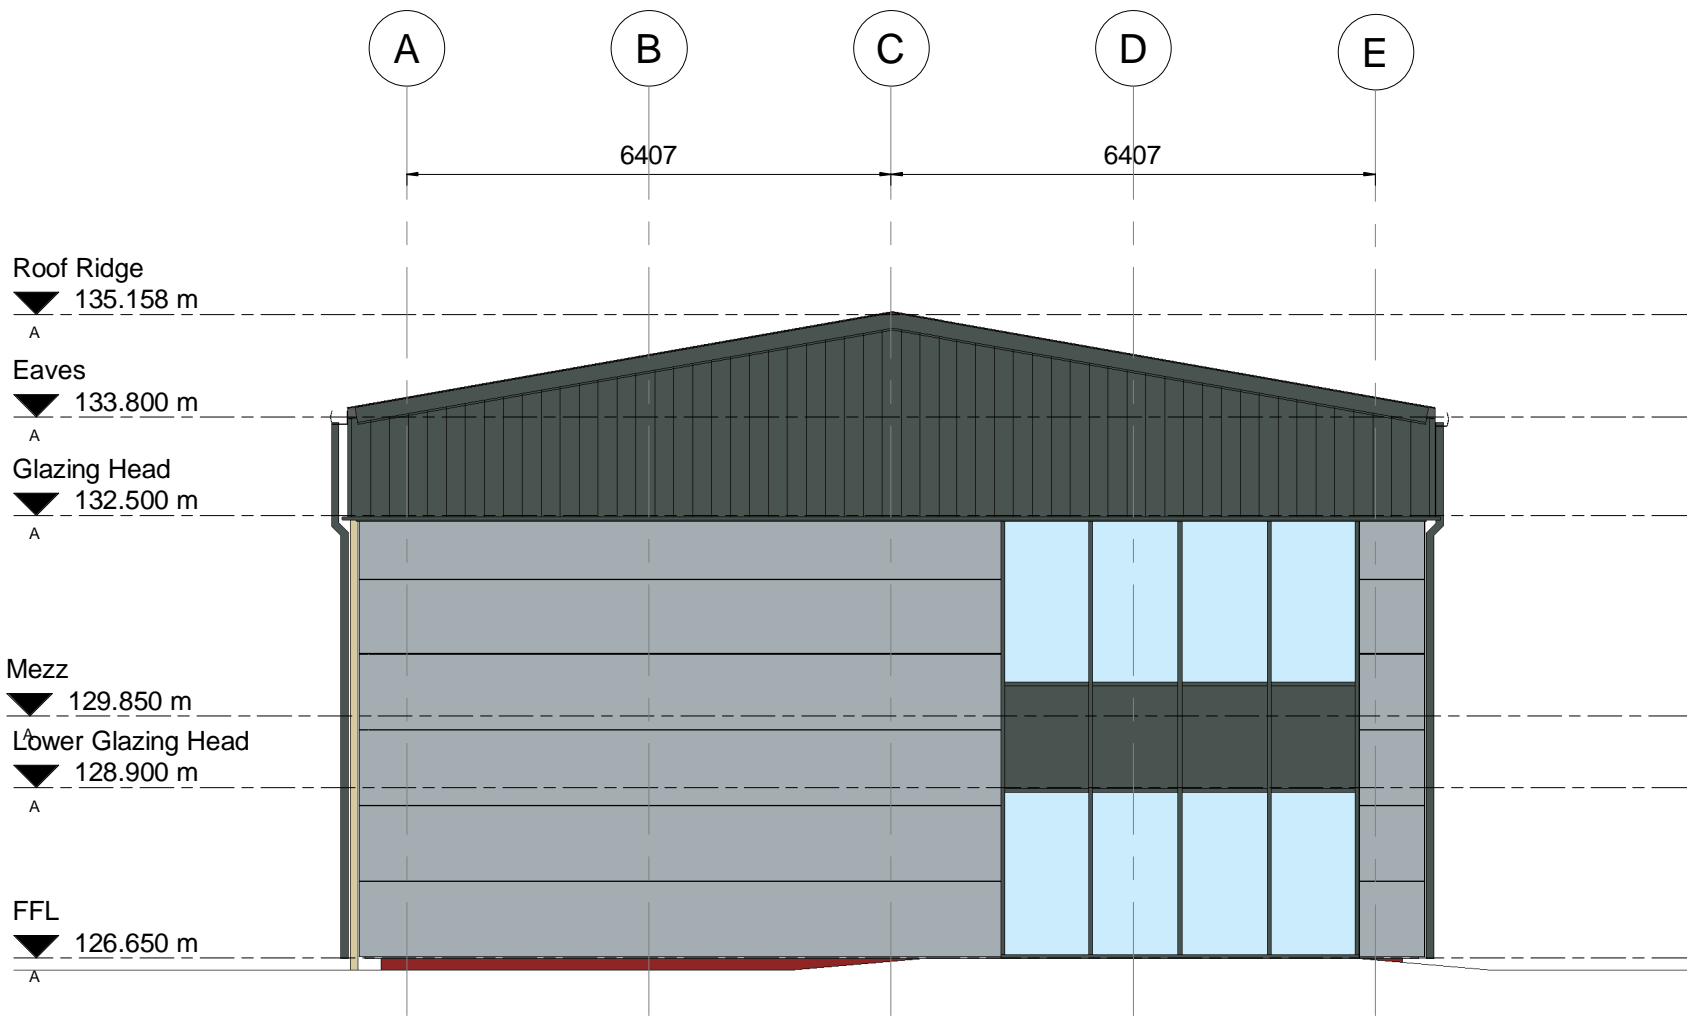 A B C D E
6407 6407
Roof Ridge
135.158 m
A
Eaves
133.800 m
A
Glazing Head
132.500 m
A
Mezz
129.850 m
A
Lower Glazing Head
128.900 m
A
FFL
126.650 m
A